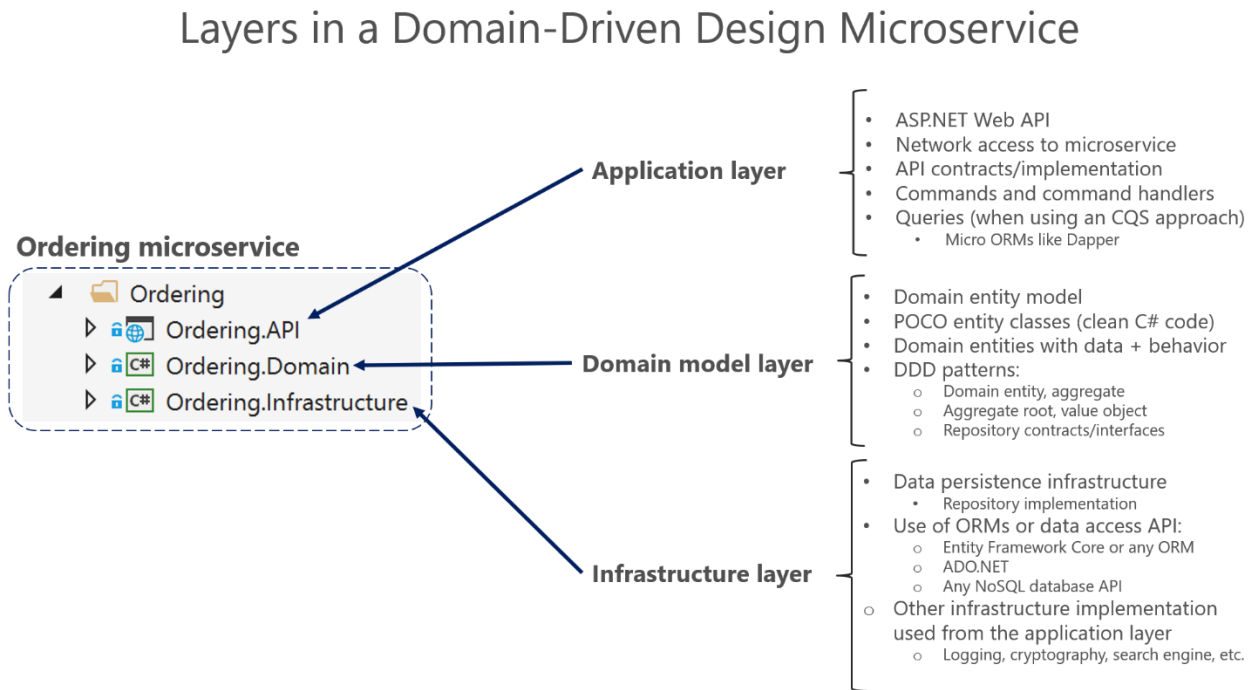 Layers in a Domain-Driven Design Microservice
Ordering microservice
Ordering
Ordering.API
C# Ordering.Domain
C# Ordering.Infrastructure
Application layer
• ASP.NET Web API
• Network access to microservice
• API contracts/implementation
• Commands and command handlers
• Queries (when using an CQS approach)
• Micro ORMs like Dapper
Domain model layer
• Domain entity model
• POCO entity classes (clean C# code)
• Domain entities with data + behavior
• DDD patterns:
o Domain entity, aggregate
o Aggregate root, value object
o Repository contracts/interfaces
Infrastructure layer
• Data persistence infrastructure
• Repository implementation
• Use of ORMs or data access API:
o Entity Framework Core or any ORM
o ADO.NET
o Any NoSQL database API
o Other infrastructure implementation
used from the application layer
o Logging, cryptography, search engine, etc.